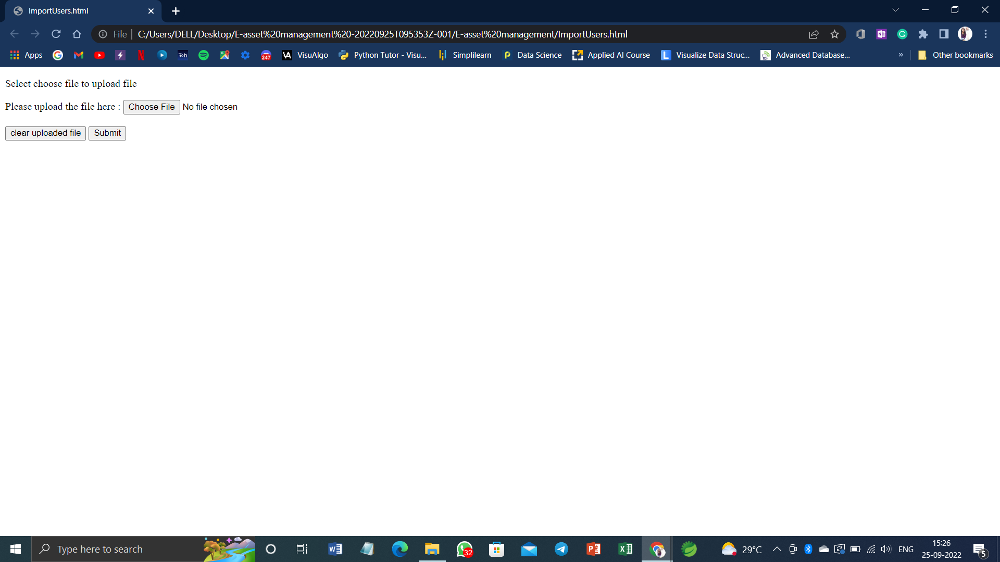 ImportUsers.html
File | C:/Users/DELL/Desktop/E-asset%20management%20-20220925T095353Z-001/E-asset%20management/ImportUsers.html
Apps 247 VA VisuAlgo Python Tutor - Visu... Simplilearn Data Science Applied AI Course L Visualize Data Struc... Advanced Database... » Other bookmarks
Select choose file to upload file
Please upload the file here : Choose File No file chosen
clear uploaded file Submit
Type here to search 32 29°C ENG 15:26
25-09-2022 5